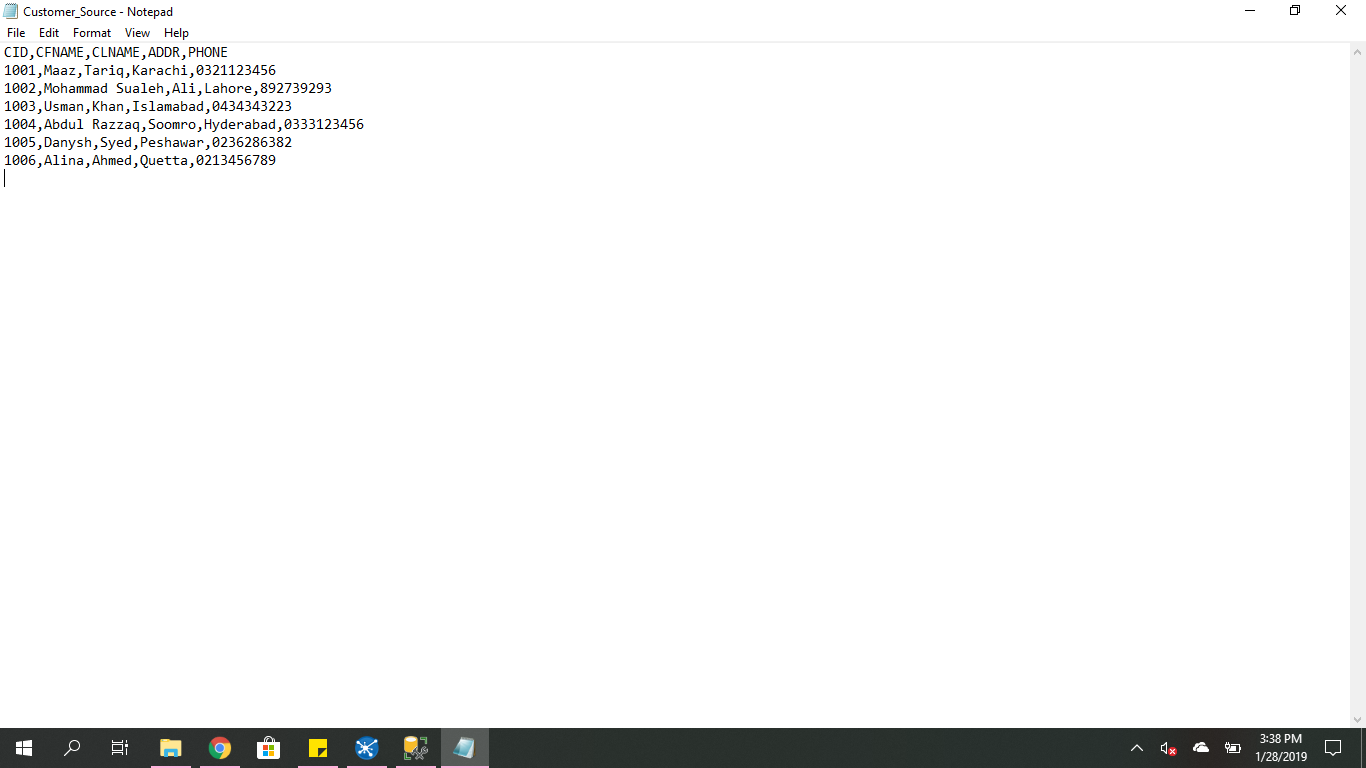 Customer_Source - Notepad
File Edit Format View Help
CID,CFNAME,CLNAME,ADDR,PHONE
1001,Maaz,Tariq,Karachi,0321123456
1002,Mohammad Sualeh,Ali,Lahore,892739293
1003,Usman,Khan,Islamabad,0434343223
1004,Abdul Razzaq,Soomro,Hyderabad,0333123456
1005,Danysh,Syed,Peshawar,0236286382
1006,Alina,Ahmed,Quetta,0213456789
3:38 PM
1/28/2019